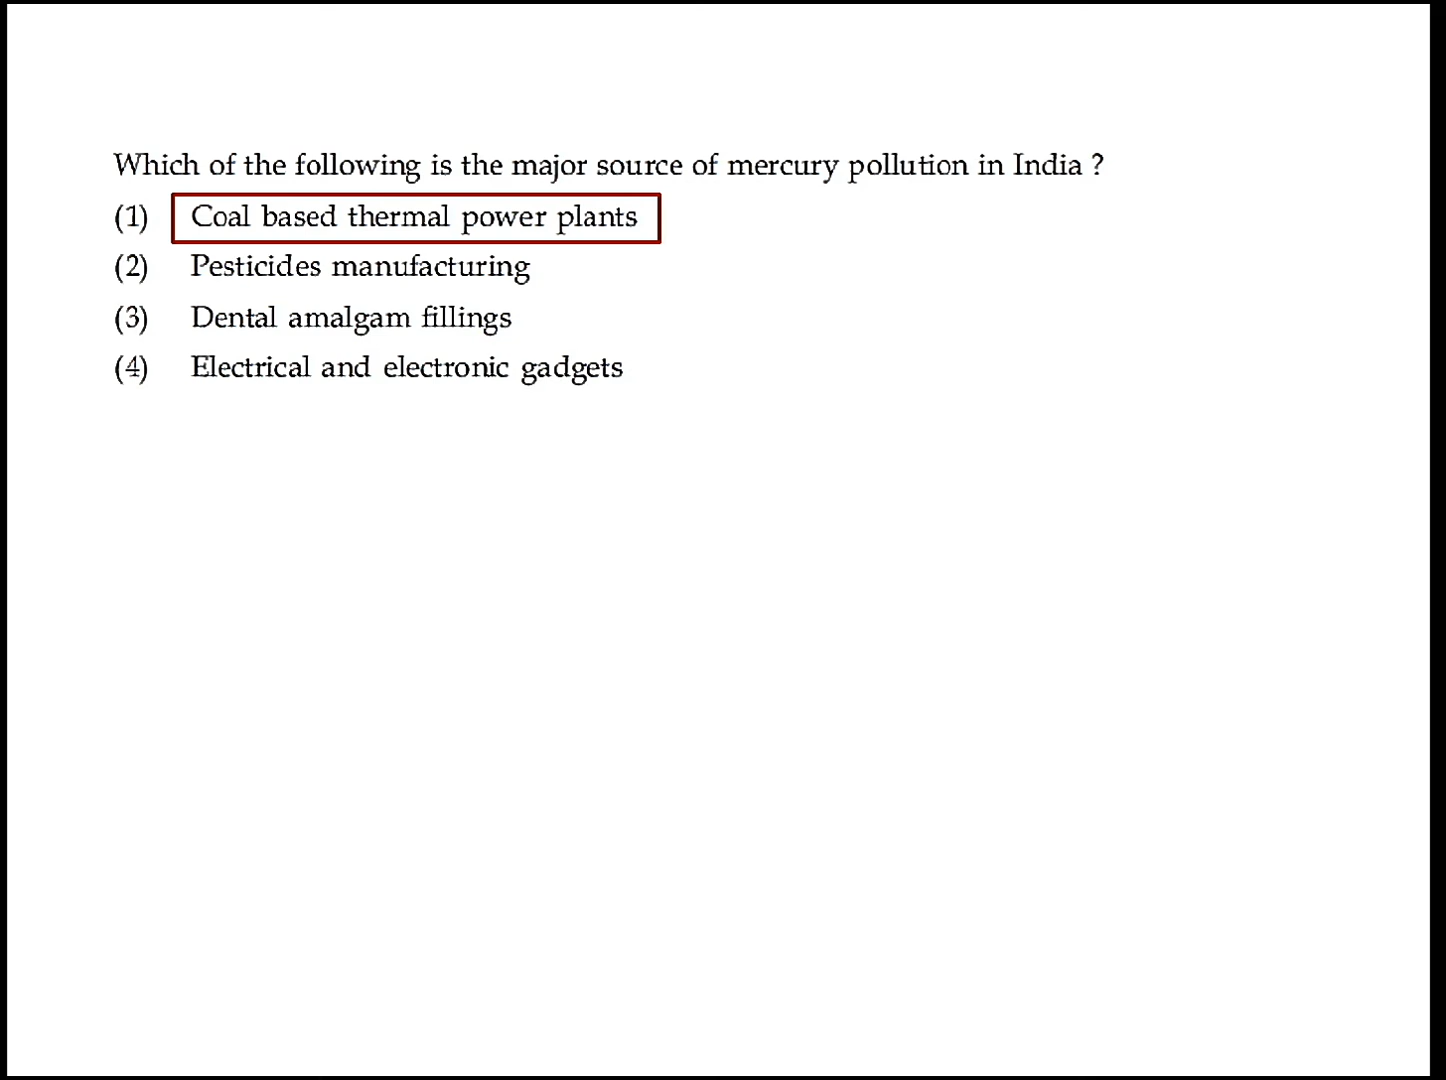 Which of the following is the major source of mercury pollution in India ?
(1) Coal based thermal power plants
(2) Pesticides manufacturing
(3) Dental amalgam fillings
(4) Electrical and electronic gadgets